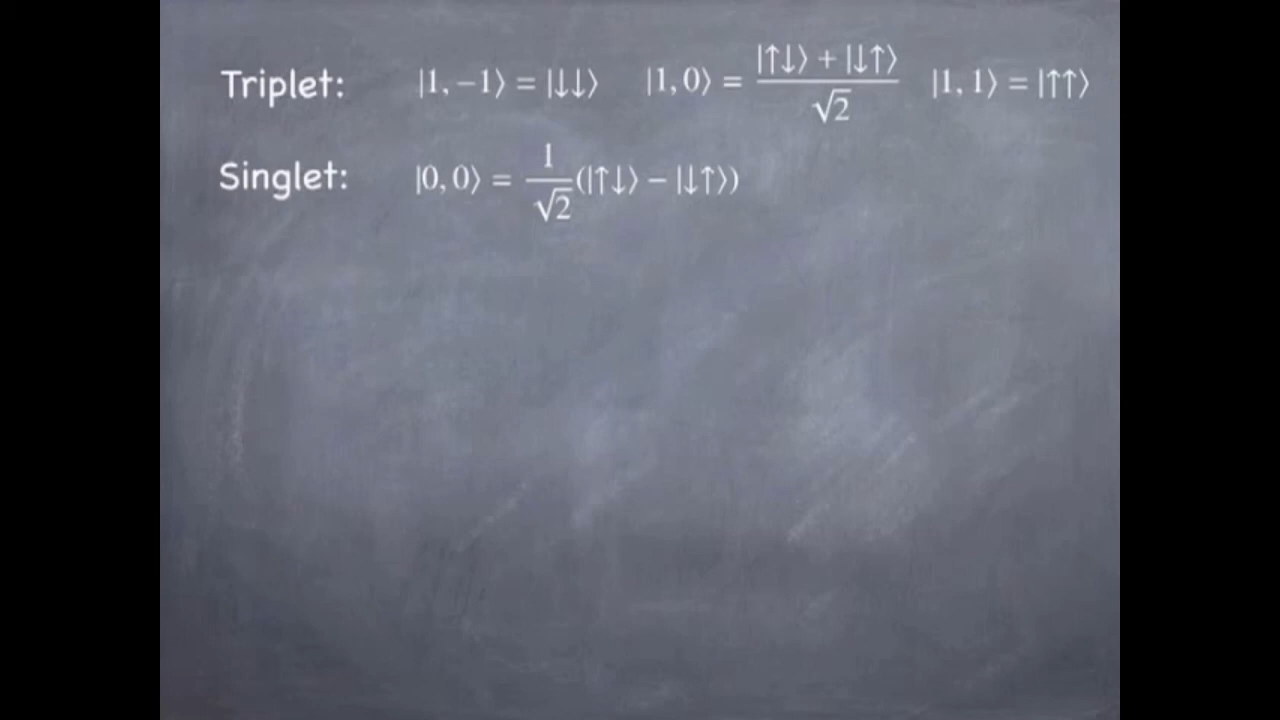 Triplet: |1, −1⟩ = |↓↓⟩ |1, 0⟩ = (|↑↓⟩ + |↓↑⟩)/√2 |1, 1⟩ = |↑↑⟩
Singlet: |0, 0⟩ = 1/√2 (|↑↓⟩ − |↓↑⟩)